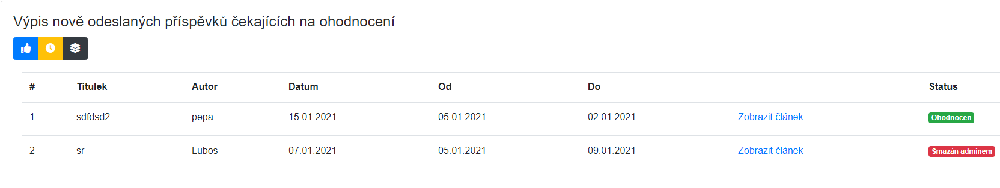 Výpis nově odeslaných příspěvků čekajících na ohodnocení
# Titulek Autor Datum Od Do Status
1 sdfdsd2 pepa 15.01.2021 05.01.2021 02.01.2021 Zobrazit článek Ohodnocen
2 sr Lubos 07.01.2021 05.01.2021 09.01.2021 Zobrazit článek Smazán adminem